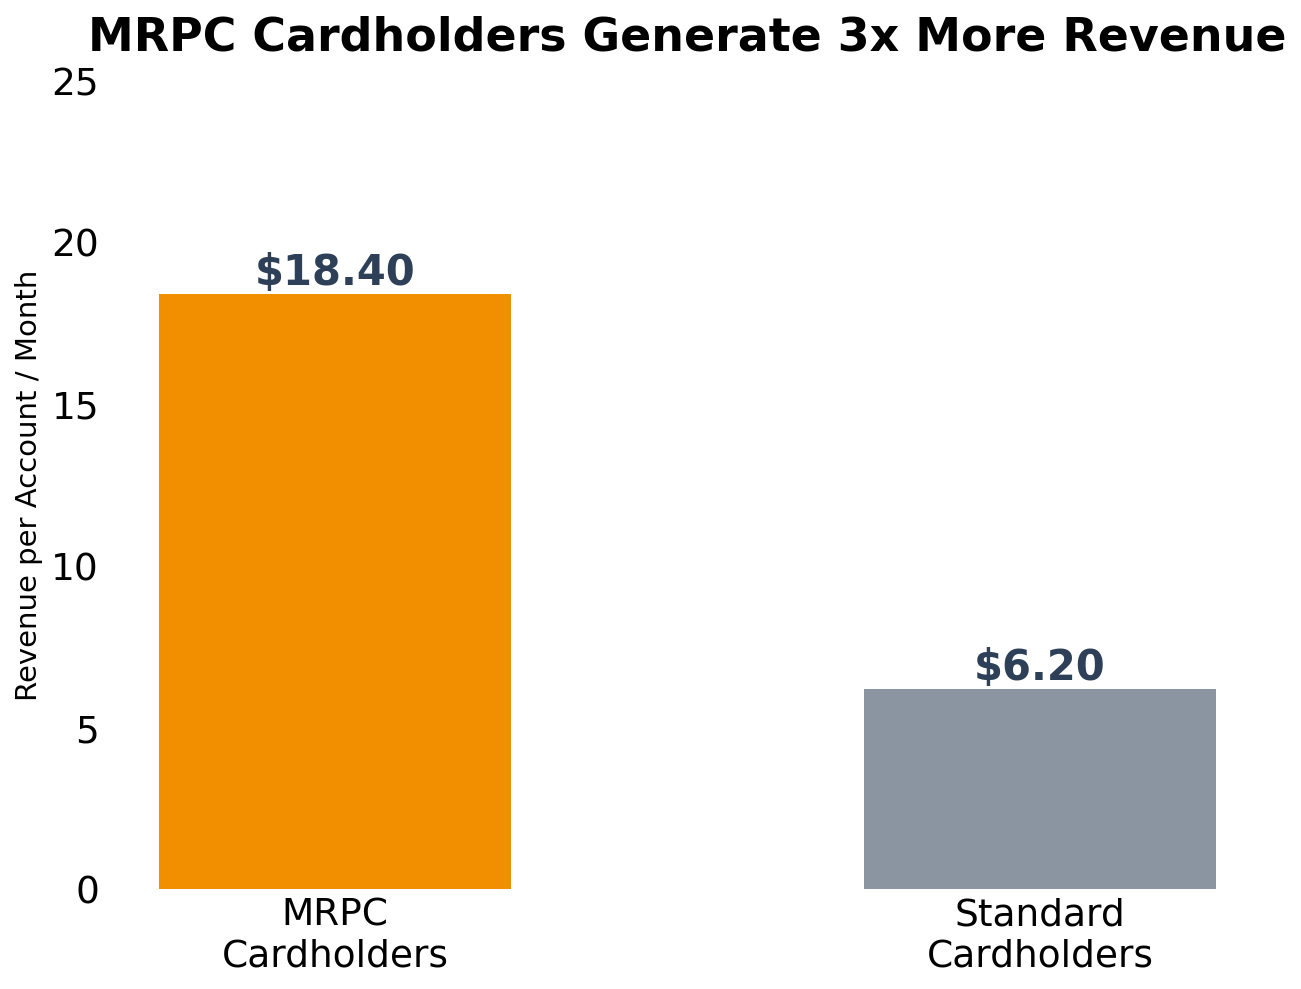 MRPC Cardholders Generate 3x More Revenue
25
20
15
10
5
0
Revenue per Account / Month
$18.40
$6.20
MRPC
Cardholders
Standard
Cardholders